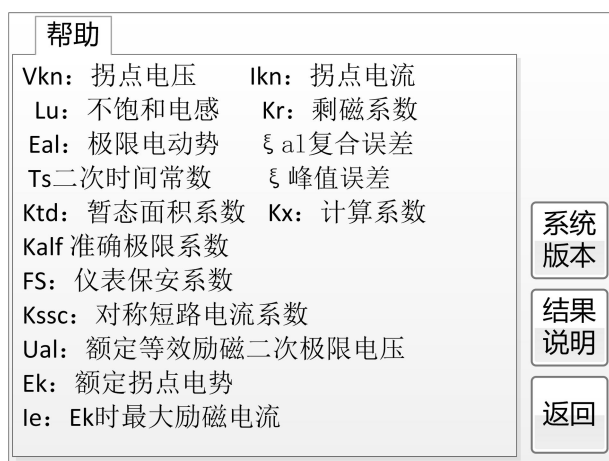 帮助
Vkn：拐点电压 Ikn：拐点电流
Lu：不饱和电感 Kr：剩磁系数
Eal：极限电动势 ξal复合误差
Ts二次时间常数 ξ峰值误差
Ktd：暂态面积系数 Kx：计算系数
Kalf 准确极限系数
FS：仪表保安系数
Kssc：对称短路电流系数
Ual：额定等效励磁二次极限电压
Ek：额定拐点电势
Ie：Ek时最大励磁电流
系统
版本
结果
说明
返回